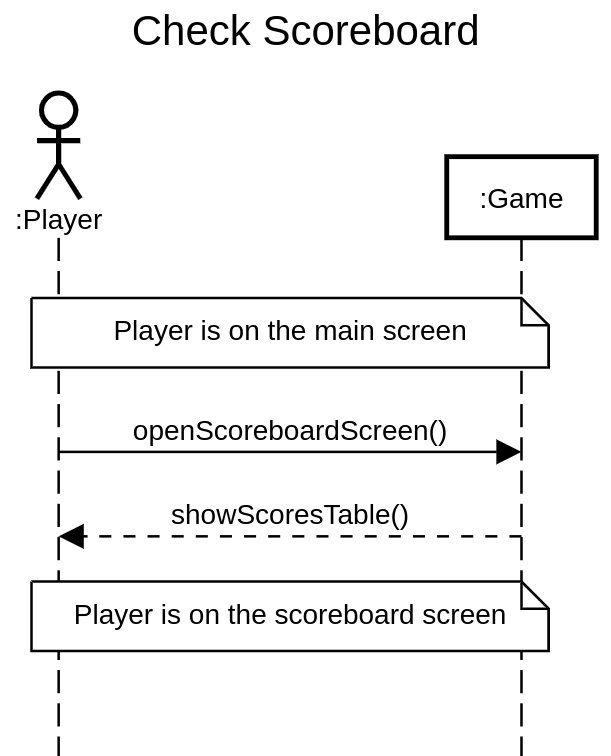 Check Scoreboard
:Player
:Game
Player is on the main screen
openScoreboardScreen()
showScoresTable()
Player is on the scoreboard screen